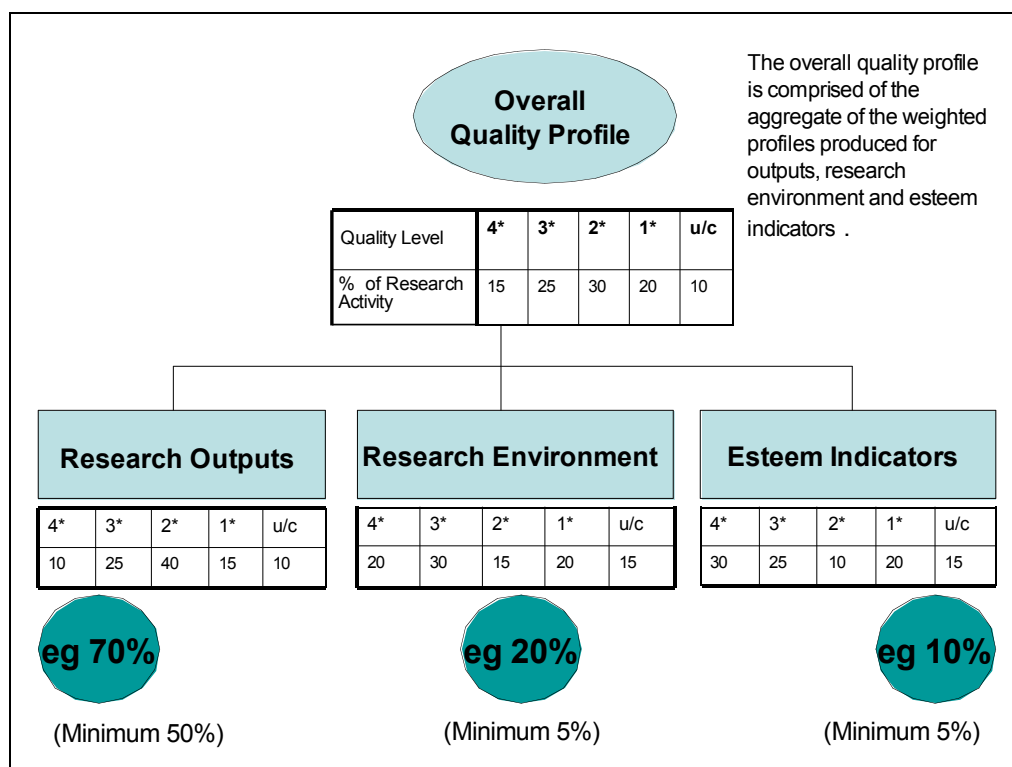 Overall
Quality Profile
The overall quality profile
is comprised of the
aggregate of the weighted
profiles produced for
outputs, research
environment and esteem
indicators .
Quality Level 4* 3* 2* 1* u/c
% of Research
Activity 15 25 30 20 10
Research Outputs
4* 3* 2* 1* u/c
10 25 40 15 10
eg 70%
(Minimum 50%)
Research Environment
4* 3* 2* 1* u/c
20 30 15 20 15
eg 20%
(Minimum 5%)
Esteem Indicators
4* 3* 2* 1* u/c
30 25 10 20 15
eg 10%
(Minimum 5%)